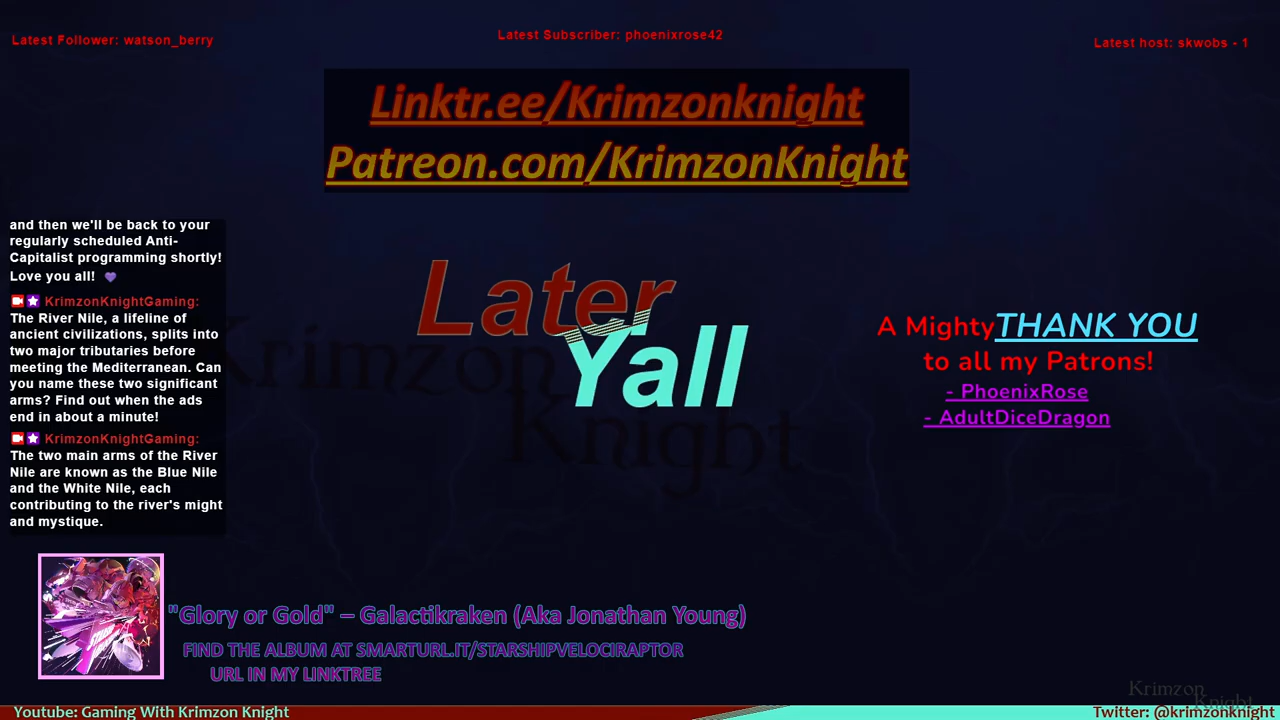 Latest Follower: watson_berry
Latest Subscriber: phoenixrose42
Latest host: skwobs - 1
Linktr.ee/Krimzonknight
Patreon.com/KrimzonKnight
and then we'll be back to your
regularly scheduled Anti-
Capitalist programming shortly!
Love you all!
KrimzonKnightGaming:
The River Nile, a lifeline of
ancient civilizations, splits into
two major tributaries before
meeting the Mediterranean. Can
you name these two significant
arms? Find out when the ads
end in about a minute!
KrimzonKnightGaming:
The two main arms of the River
Nile are known as the Blue Nile
and the White Nile, each
contributing to the river's might
and mystique.
Later
Yall
Krimzon
Knight
A Mighty THANK YOU
to all my Patrons!
- PhoenixRose
- AdultDiceDragon
"Glory or Gold" – Galactikraken (Aka Jonathan Young)
FIND THE ALBUM AT SMARTURL.IT/STARSHIPVELOCIRAPTOR
URL IN MY LINKTREE
Krimzon
Knight
Youtube: Gaming With Krimzon Knight
Twitter: @krimzonknight